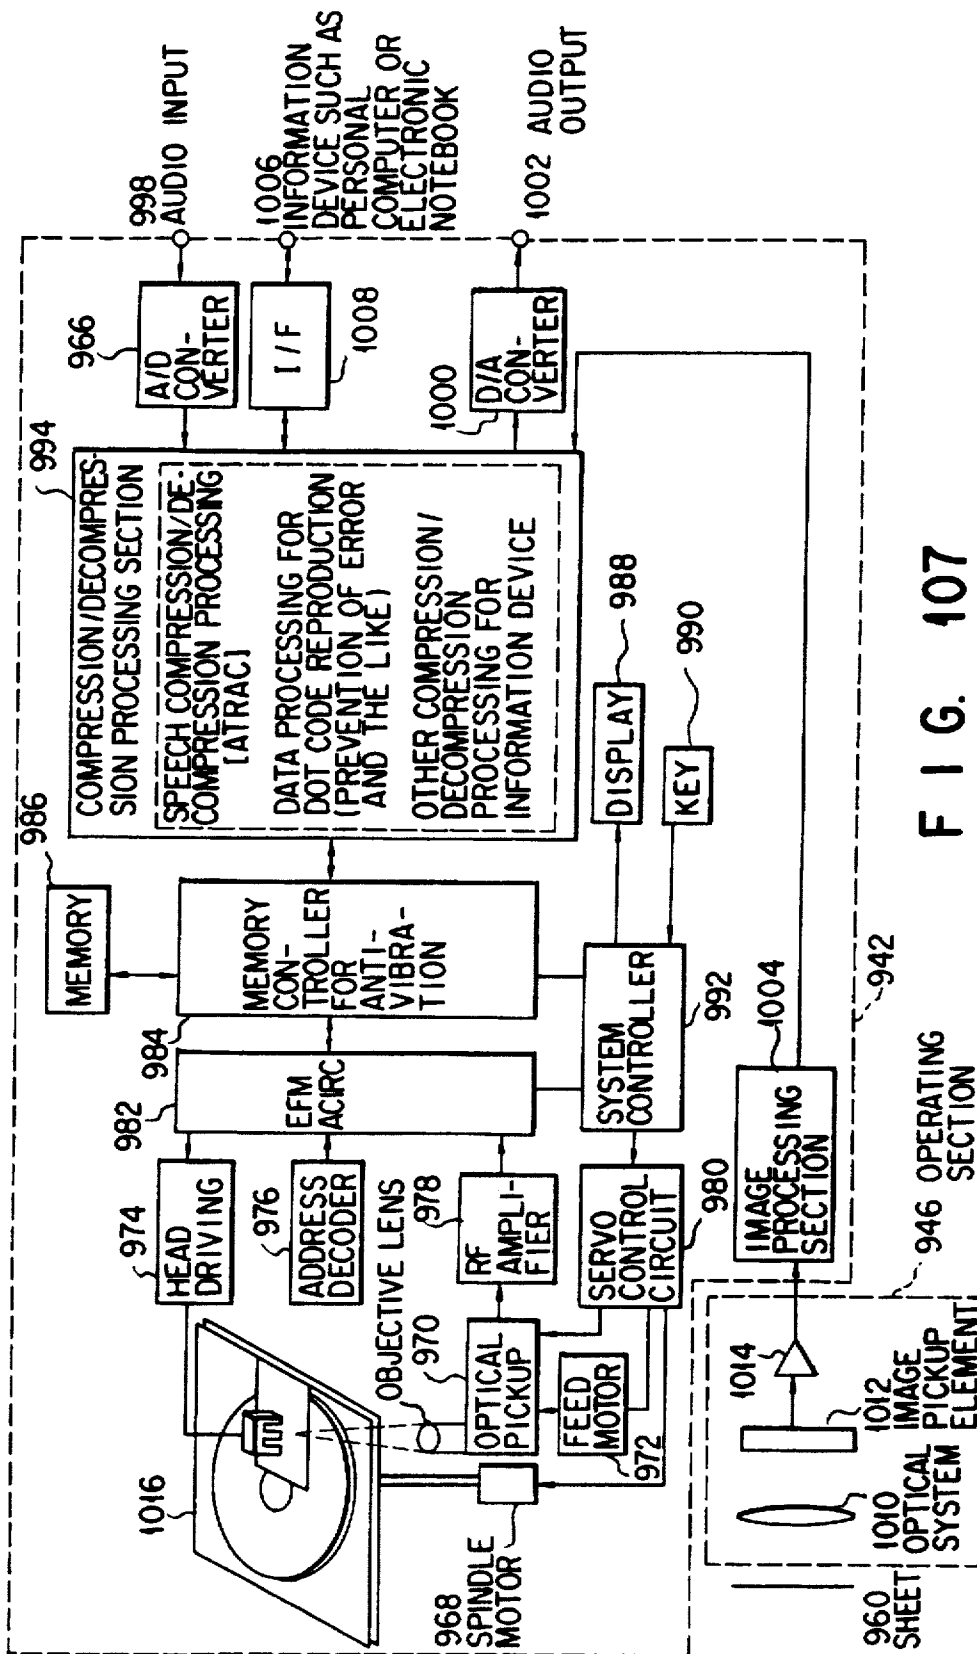 998
AUDIO INPUT
1006
INFORMATION
DEVICE SUCH AS
PERSONAL
COMPUTER OR
ELECTRONIC
NOTEBOOK
1002 AUDIO
OUTPUT
966
A/D
CON-
VERTER
I/F
1008
1000
D/A
CON-
VERTER
994
COMPRESSION/DECOMPRES-
SION PROCESSING SECTION
SPEECH COMPRESSION/DE-
COMPRESSION PROCESSING
[ATRAC]
DATA PROCESSING FOR
DOT CODE REPRODUCTION
(PREVENTION OF ERROR
AND THE LIKE)
OTHER COMPRESSION/
DECOMPRESSION
PROCESSING FOR
INFORMATION DEVICE
986
MEMORY
984
MEMORY
CON-
TROLLER
FOR
ANTI-
VIBRA-
TION
988
DISPLAY
990
KEY
982
EFM
ACIRC
SYSTEM
CONTROLLER
992
974
HEAD
DRIVING
976
ADDRESS
DECODER
978
RF
AMPLI-
FIER
SERVO
CONTROL
CIRCUIT
980
1016
OBJECTIVE LENS
970
OPTICAL
PICKUP
FEED
MOTOR
972
968
SPINDLE
MOTOR
942
1004
IMAGE
PROCESSING
SECTION
946 OPERATING
SECTION
1014
1012
IMAGE
PICKUP
ELEMENT
1010
OPTICAL
SYSTEM
960
SHEET
FIG. 107